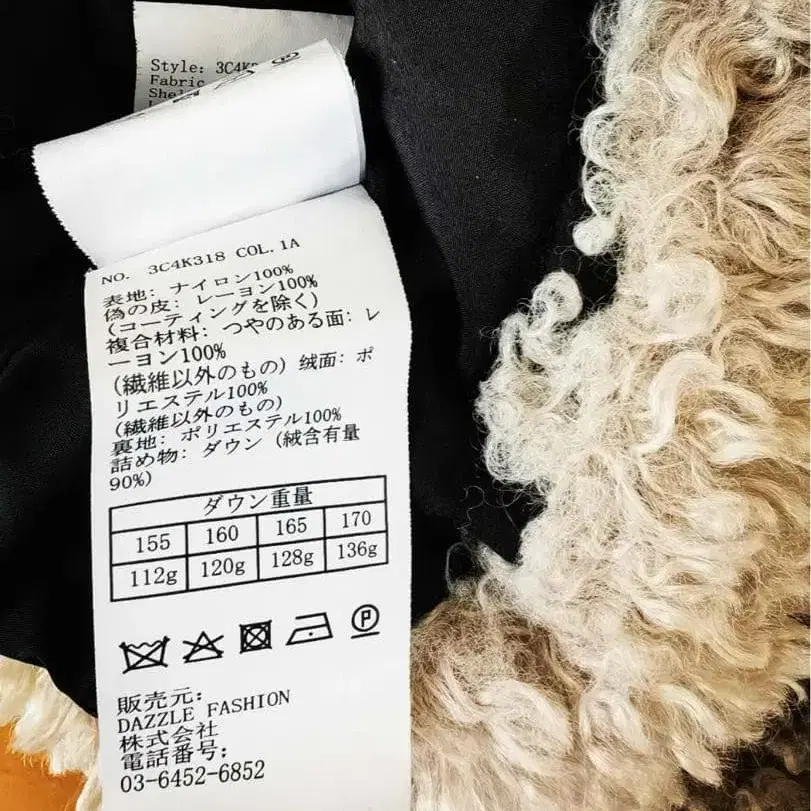 Style: 3C4K
Fabric
NO. 3C4K318 COL.1A
表地: ナイロン100%
偽の皮: レーヨン100%
(コーティングを除く)
複合材料: つやのある面: レ
ーヨン100%
(繊維以外のもの) 絨面: ポ
リエステル100%
(繊維以外のもの)
裏地: ポリエステル100%
詰め物: ダウン (絨含有量
90%)
ダウン重量
155 160 165 170
112g 120g 128g 136g
P
販売元:
DAZZLE FASHION
株式会社
電話番号:
03-6452-6852